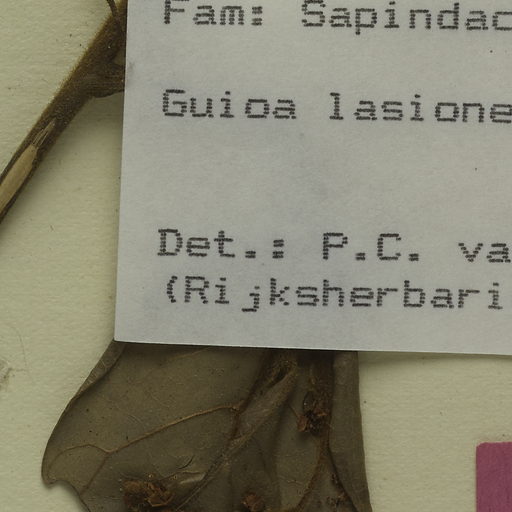 Fam: Sapindac
Guioa lasione
Det.: P.C. va
(Rijksherbari